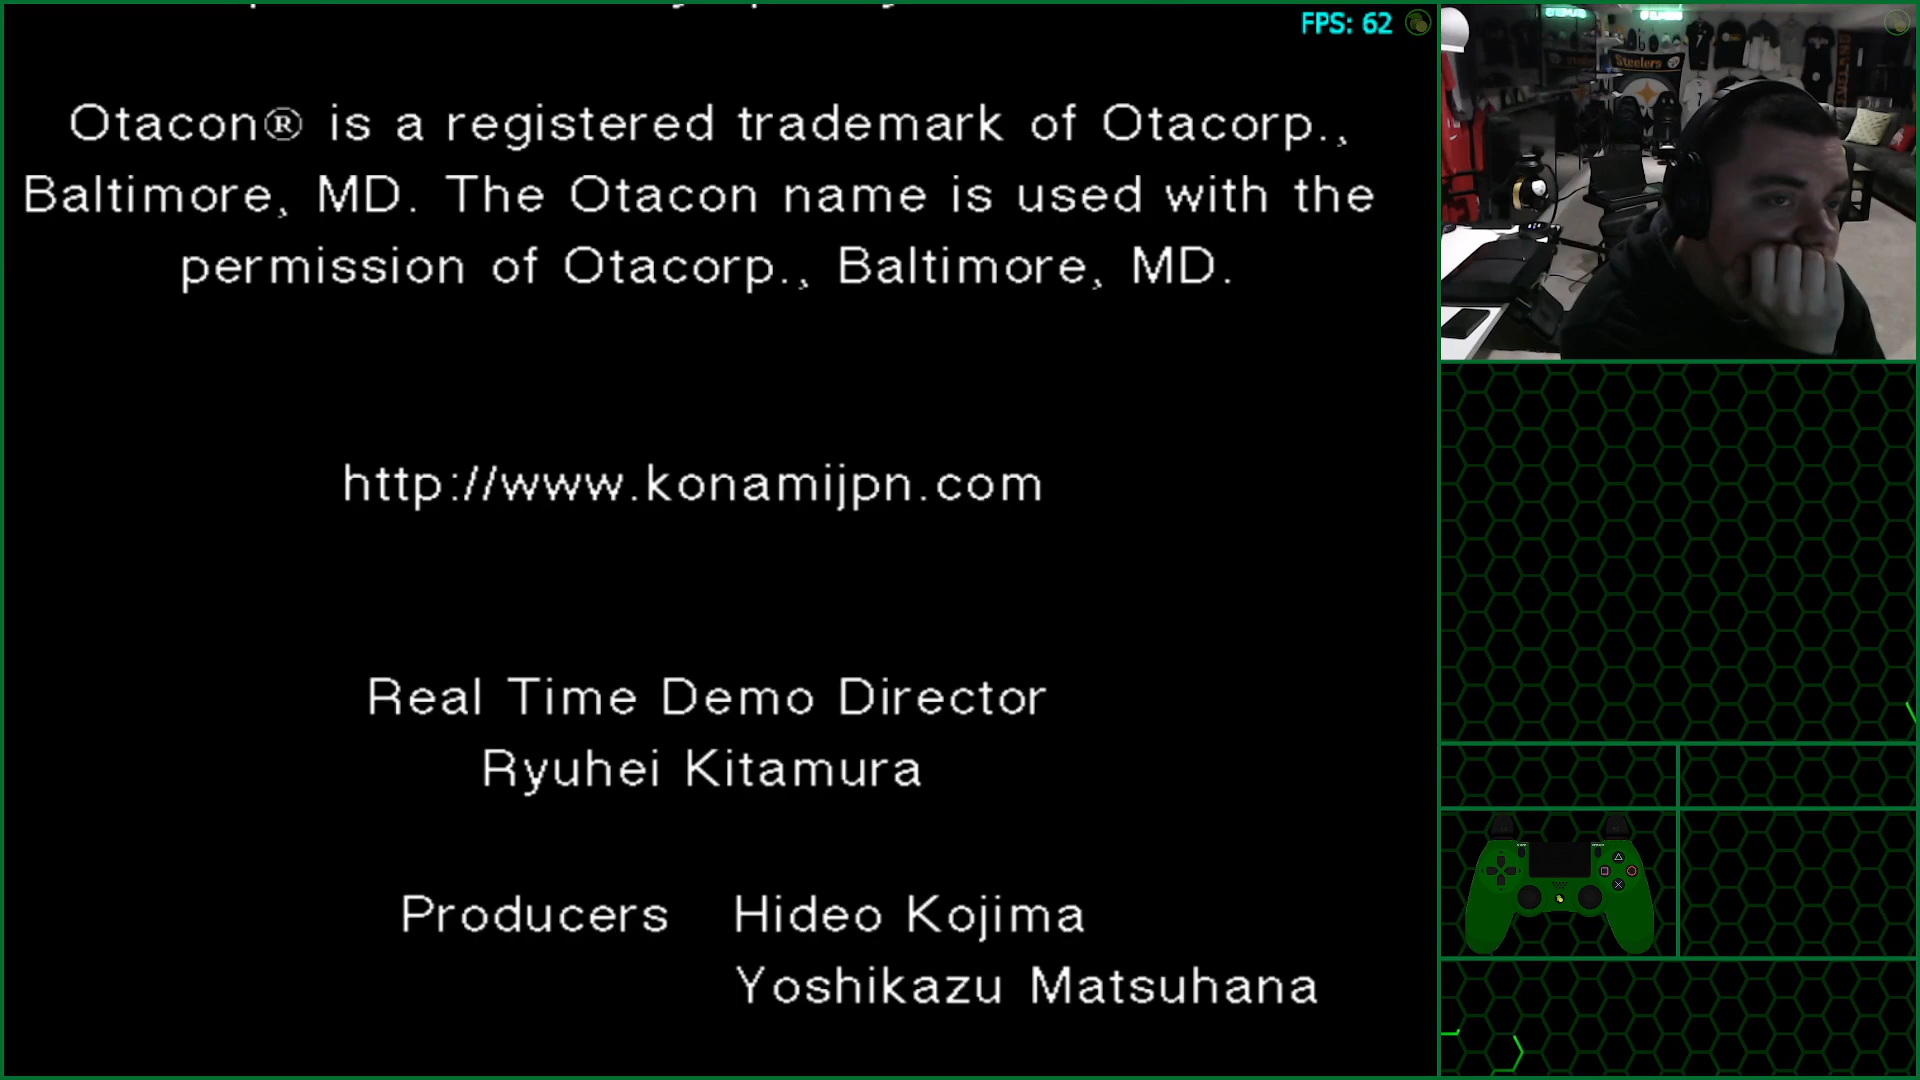 FPS: 62
Otacon® is a registered trademark of Otacorp.,
Baltimore, MD. The Otacon name is used with the
permission of Otacorp., Baltimore, MD.
http://www.konamijpn.com
Real Time Demo Director
Ryuhei Kitamura
Producers Hideo Kojima
Yoshikazu Matsuhana
Steelers